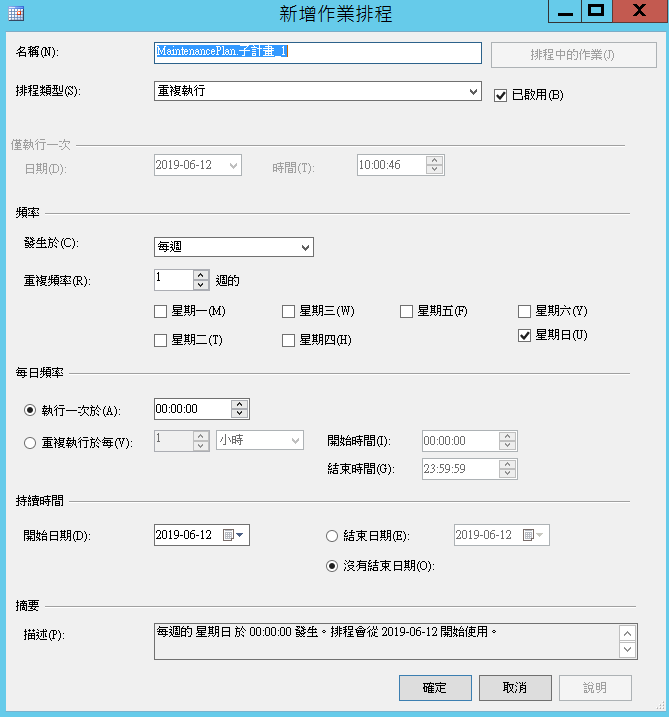 新增作業排程
名稱(N): MaintenancePlan.子計畫_1 排程中的作業(J)
排程類型(S): 重複執行 已啟用(B)
僅執行一次
日期(D): 2019-06-12 時間(T): 10:00:46
頻率
發生於(C): 每週
重複頻率(R): 1 週的
星期一(M) 星期三(W) 星期五(F) 星期六(Y)
星期二(T) 星期四(H) 星期日(U)
每日頻率
執行一次於(A): 00:00:00
重複執行於每(V): 1 小時 開始時間(I): 00:00:00
結束時間(G): 23:59:59
持續時間
開始日期(D): 2019-06-12 結束日期(E): 2019-06-12
沒有結束日期(O):
摘要
描述(P): 每週的 星期日 於 00:00:00 發生。排程會從 2019-06-12 開始使用。
確定 取消 說明